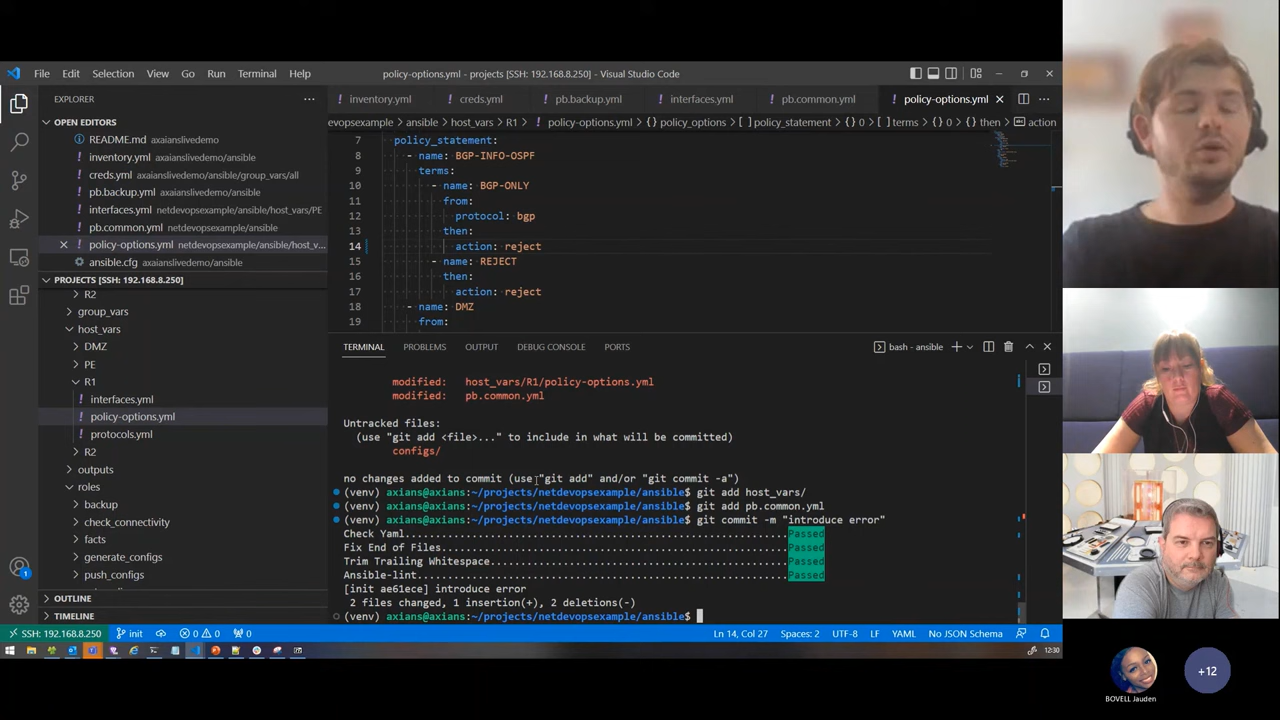 File Edit Selection View Go Run Terminal Help
policy-options.yml - projects [SSH: 192.168.8.250] - Visual Studio Code
EXPLORER
OPEN EDITORS
README.md axaianslivedemo
inventory.yml axaianslivedemo/ansible
creds.yml axaianslivedemo/ansible/group_vars/all
pb.backup.yml axaianslivedemo/ansible
interfaces.yml netdevopsexample/ansible/host_vars/PE
pb.common.yml netdevopsexample/ansible
policy-options.yml netdevopsexample/ansible/host_v...
ansible.cfg axaianslivedemo/ansible
PROJECTS [SSH: 192.168.8.250]
R2
group_vars
host_vars
DMZ
PE
R1
interfaces.yml
policy-options.yml
protocols.yml
R2
outputs
roles
backup
check_connectivity
facts
generate_configs
push_configs
OUTLINE
TIMELINE
inventory.yml creds.yml pb.backup.yml interfaces.yml pb.common.yml policy-options.yml
devopsexample > ansible > host_vars > R1 > policy-options.yml > {} policy_options > [ ] policy_statement > {} 0 > [ ] terms > {} 0 > {} then > action
7 policy_statement:
8 - name: BGP-INFO-OSPF
9 terms:
10 - name: BGP-ONLY
11 from:
12 protocol: bgp
13 then:
14 action: reject
15 - name: REJECT
16 then:
17 action: reject
18 - name: DMZ
19 from:
TERMINAL PROBLEMS OUTPUT DEBUG CONSOLE PORTS
bash - ansible
modified: host_vars/R1/policy-options.yml
modified: pb.common.yml
Untracked files:
(use "git add <file>..." to include in what will be committed)
configs/
no changes added to commit (use "git add" and/or "git commit -a")
(venv) axians@axians:~/projects/netdevopsexample/ansible$ git add host_vars/
(venv) axians@axians:~/projects/netdevopsexample/ansible$ git add pb.common.yml
(venv) axians@axians:~/projects/netdevopsexample/ansible$ git commit -m "introduce error"
Check Yaml...............................................................Passed
Fix End of Files.........................................................Passed
Trim Trailing Whitespace.................................................Passed
Ansible-lint.............................................................Passed
[init ae61ece] introduce error
2 files changed, 1 insertion(+), 2 deletions(-)
(venv) axians@axians:~/projects/netdevopsexample/ansible$
SSH: 192.168.8.250 init 0 0 0
Ln 14, Col 27 Spaces: 2 UTF-8 LF YAML No JSON Schema
12:30
+12
BOVELL Jauden